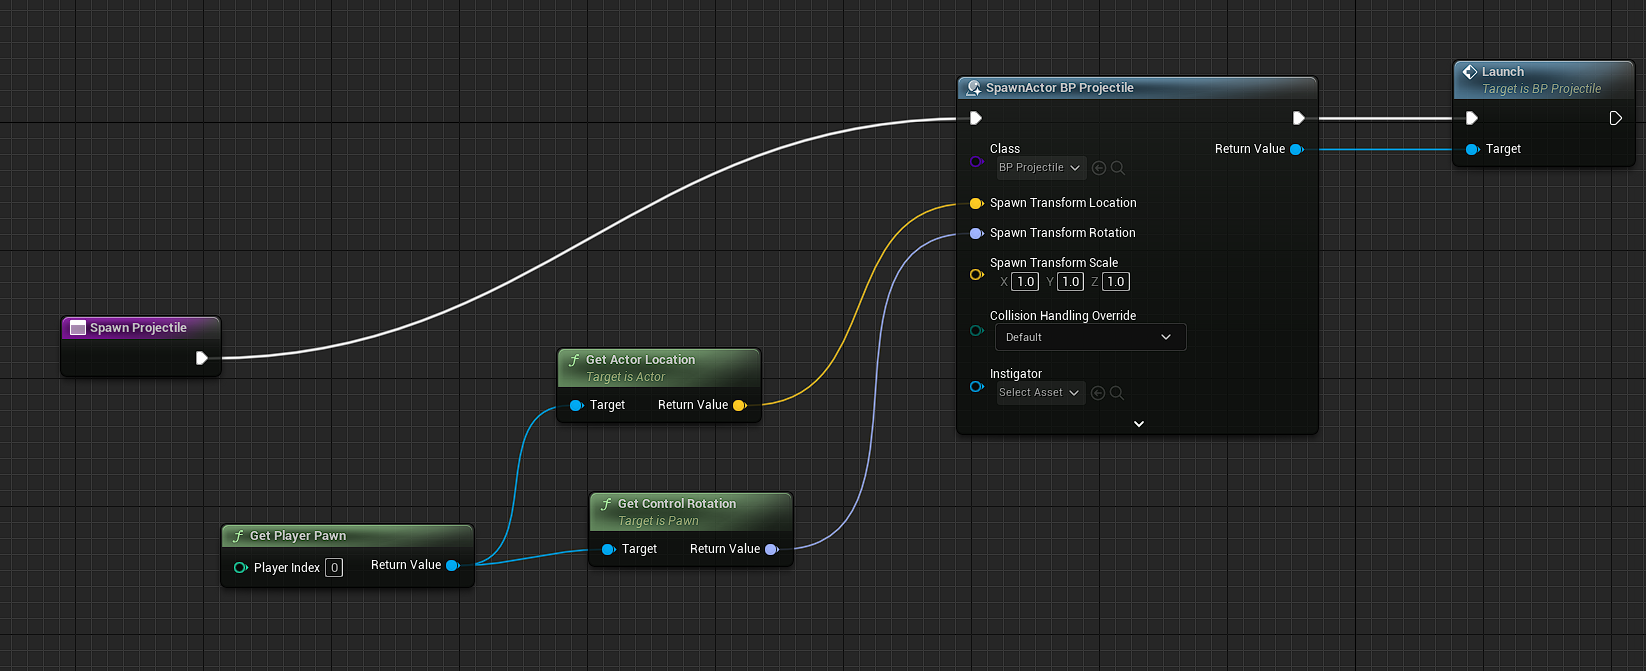 Spawn Projectile
Get Player Pawn
Player Index 0 Return Value
Get Actor Location
Target is Actor
Target Return Value
Get Control Rotation
Target is Pawn
Target Return Value
SpawnActor BP Projectile
Class
BP Projectile
Return Value
Spawn Transform Location
Spawn Transform Rotation
Spawn Transform Scale
X 1.0 Y 1.0 Z 1.0
Collision Handling Override
Default
Instigator
Select Asset
Launch
Target is BP Projectile
Target